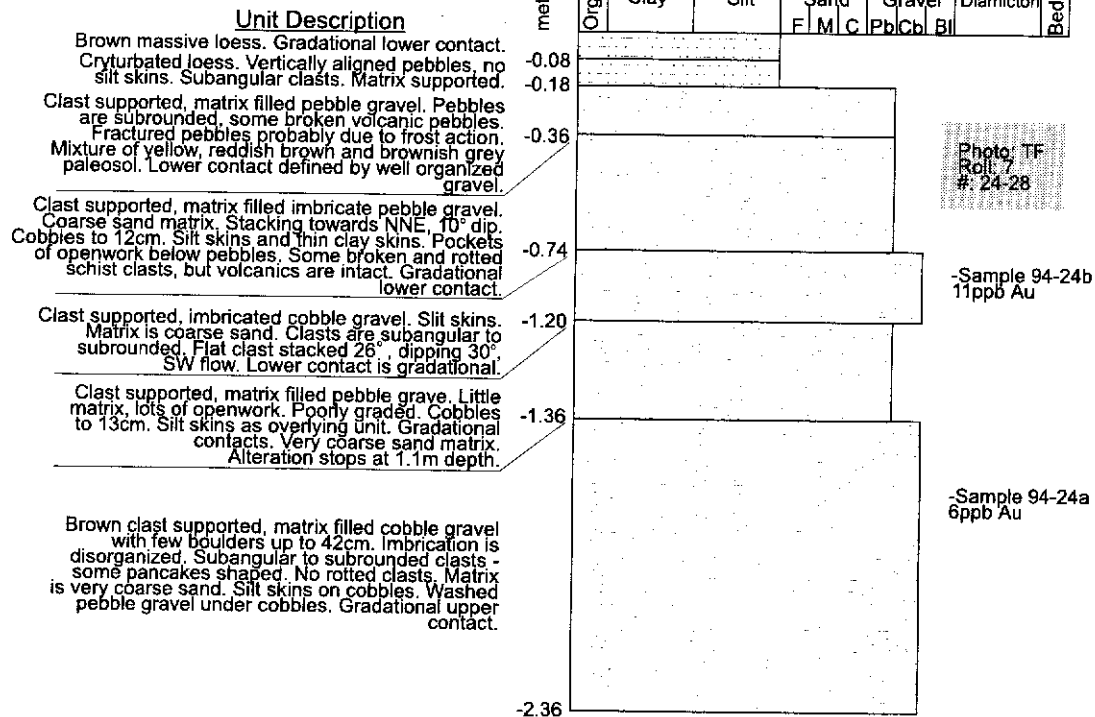 Unit Description
Brown massive loess. Gradational lower contact.
Cryturbated loess. Vertically aligned pebbles, no
silt skins. Subangular clasts. Matrix supported.
Clast supported, matrix filled pebble gravel. Pebbles
are subrounded, some broken volcanic pebbles.
Fractured pebbles probably due to frost action.
Mixture of yellow, reddish brown and brownish grey
paleosol. Lower contact defined by well organized
gravel.
Clast supported, matrix filled imbricate pebble gravel.
Coarse sand matrix. Stacking towards NNE, 10° dip.
Cobbles to 12cm. Silt skins and thin clay skins. Pockets
of openwork below pebbles. Some broken and rotted
schist clasts, but volcanics are intact. Gradational
lower contact.
Clast supported, imbricated cobble gravel. Slit skins.
Matrix is coarse sand. Clasts are subangular to
subrounded. Flat clast stacked 26°, dipping 30°,
SW flow. Lower contact is gradational.
Clast supported, matrix filled pebble grave. Little
matrix, lots of openwork. Poorly graded. Cobbles
to 13cm. Silt skins as overlying unit. Gradational
contacts. Very coarse sand matrix.
Alteration stops at 1.1m depth.
Brown clast supported, matrix filled cobble gravel
with few boulders up to 42cm. Imbrication is
disorganized. Subangular to subrounded clasts -
some pancakes shaped. No rotted clasts. Matrix
is very coarse sand. Silt skins on cobbles. Washed
pebble gravel under cobbles. Gradational upper
contact.
Org Clay Silt Sand Gravel Diamicton Bed
F M C Pb Cb Bl
-0.08
-0.18
-0.36
-0.74
-1.20
-1.36
-2.36
Photo: TF
Roll: 7
#: 24-28
-Sample 94-24b
11ppb Au
-Sample 94-24a
6ppb Au